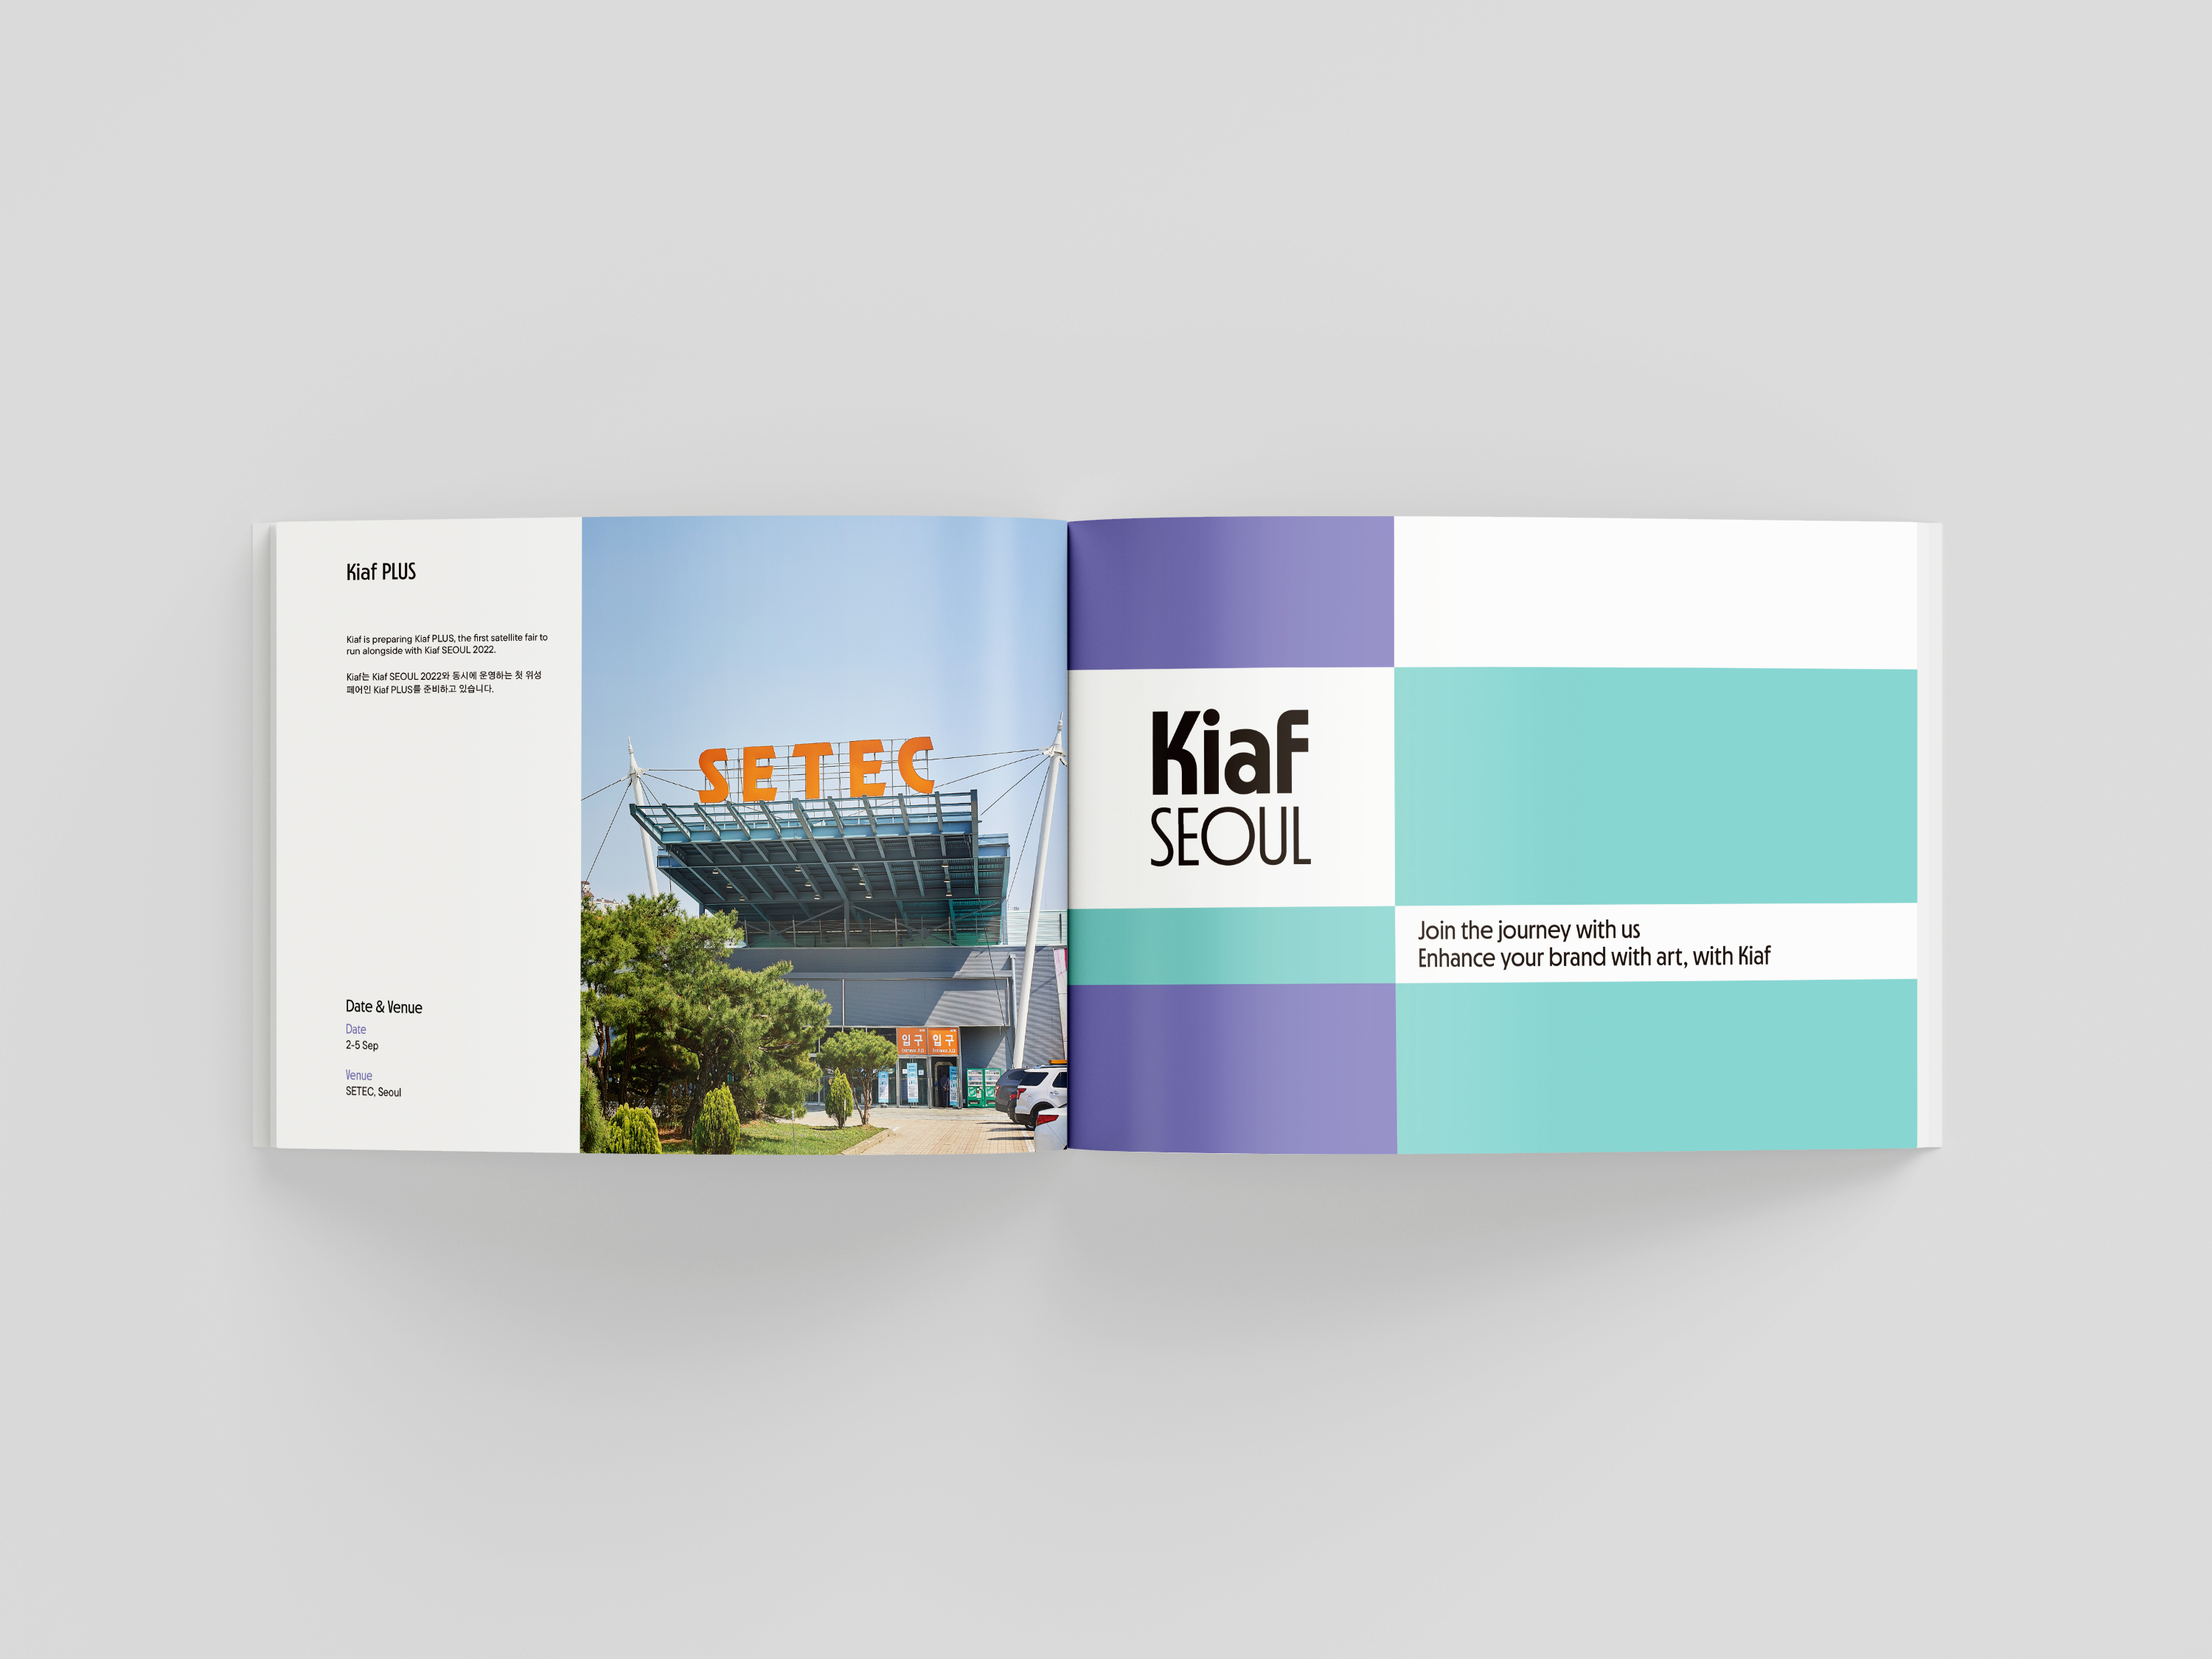 Kiaf PLUS
Kiaf is preparing Kiaf PLUS, the first satellite fair to
run alongside with Kiaf SEOUL 2022.
Kiaf는 Kiaf SEOUL 2022와 동시에 운영하는 첫 위성
페어인 Kiaf PLUS를 준비하고 있습니다.
Date & Venue
Date
2-5 Sep
Venue
SETEC, Seoul
SETEC
입구 입구
Kiaf
SEOUL
Join the journey with us
Enhance your brand with art, with Kiaf